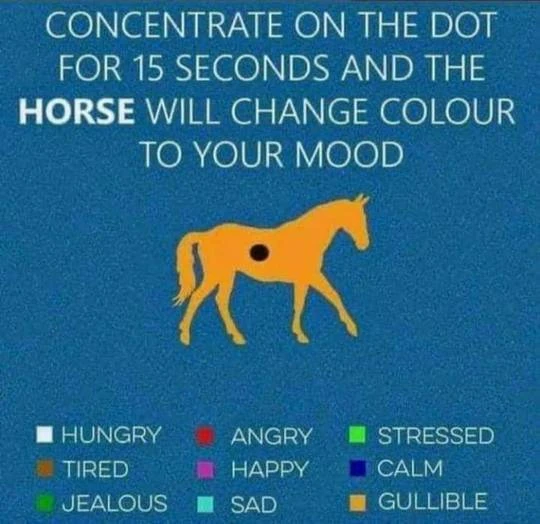 CONCENTRATE ON THE DOT
FOR 15 SECONDS AND THE
HORSE WILL CHANGE COLOUR
TO YOUR MOOD
HUNGRY ANGRY STRESSED
TIRED HAPPY CALM
JEALOUS SAD GULLIBLE